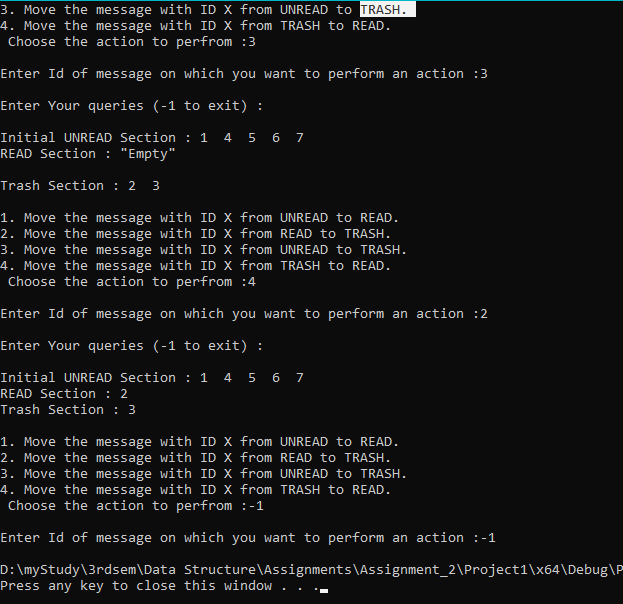 3. Move the message with ID X from UNREAD to TRASH.
4. Move the message with ID X from TRASH to READ.
Choose the action to perfrom :3
Enter Id of message on which you want to perform an action :3
Enter Your queries (-1 to exit) :
Initial UNREAD Section : 1  4  5  6  7
READ Section : "Empty"
Trash Section : 2  3
1. Move the message with ID X from UNREAD to READ.
2. Move the message with ID X from READ to TRASH.
3. Move the message with ID X from UNREAD to TRASH.
4. Move the message with ID X from TRASH to READ.
Choose the action to perfrom :4
Enter Id of message on which you want to perform an action :2
Enter Your queries (-1 to exit) :
Initial UNREAD Section : 1  4  5  6  7
READ Section : 2
Trash Section : 3
1. Move the message with ID X from UNREAD to READ.
2. Move the message with ID X from READ to TRASH.
3. Move the message with ID X from UNREAD to TRASH.
4. Move the message with ID X from TRASH to READ.
Choose the action to perfrom :-1
Enter Id of message on which you want to perform an action :-1
D:\myStudy\3rdsem\Data Structure\Assignments\Assignment_2\Project1\x64\Debug\P
Press any key to close this window . . .